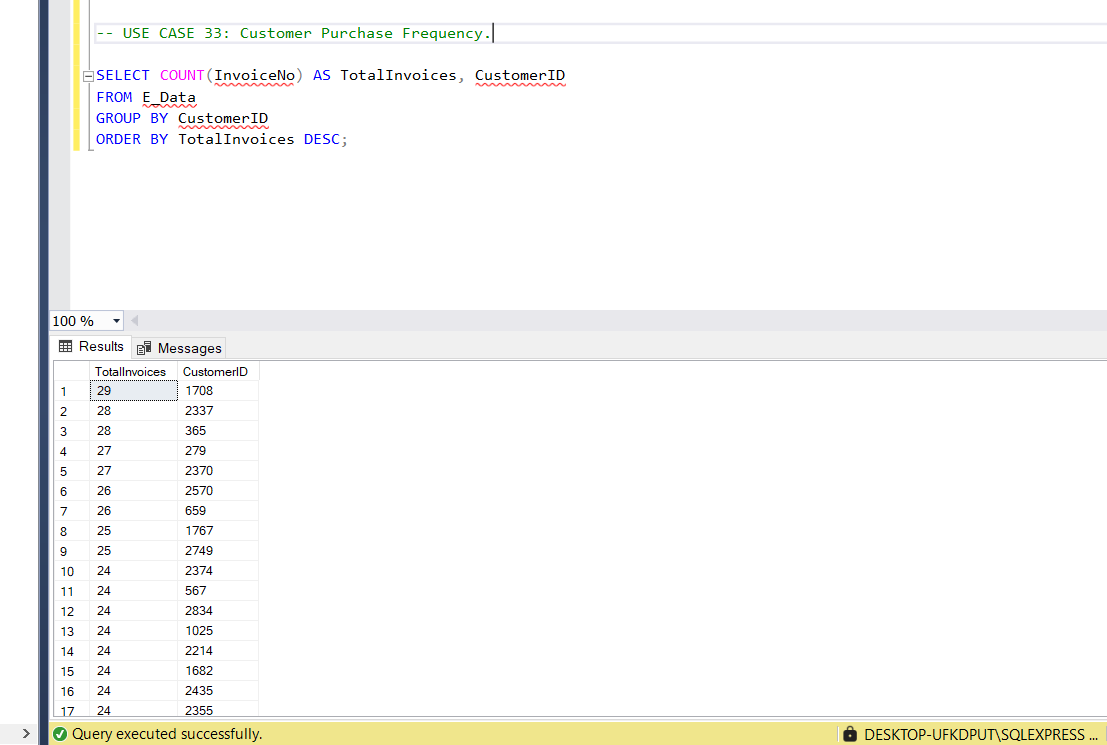 -- USE CASE 33: Customer Purchase Frequency.
SELECT COUNT(InvoiceNo) AS TotalInvoices, CustomerID
FROM E_Data
GROUP BY CustomerID
ORDER BY TotalInvoices DESC;
100 %
Results Messages
TotalInvoices CustomerID
1 29 1708
2 28 2337
3 28 365
4 27 279
5 27 2370
6 26 2570
7 26 659
8 25 1767
9 25 2749
10 24 2374
11 24 567
12 24 2834
13 24 1025
14 24 2214
15 24 1682
16 24 2435
17 24 2355
Query executed successfully. DESKTOP-UFKDPUT\SQLEXPRESS ...